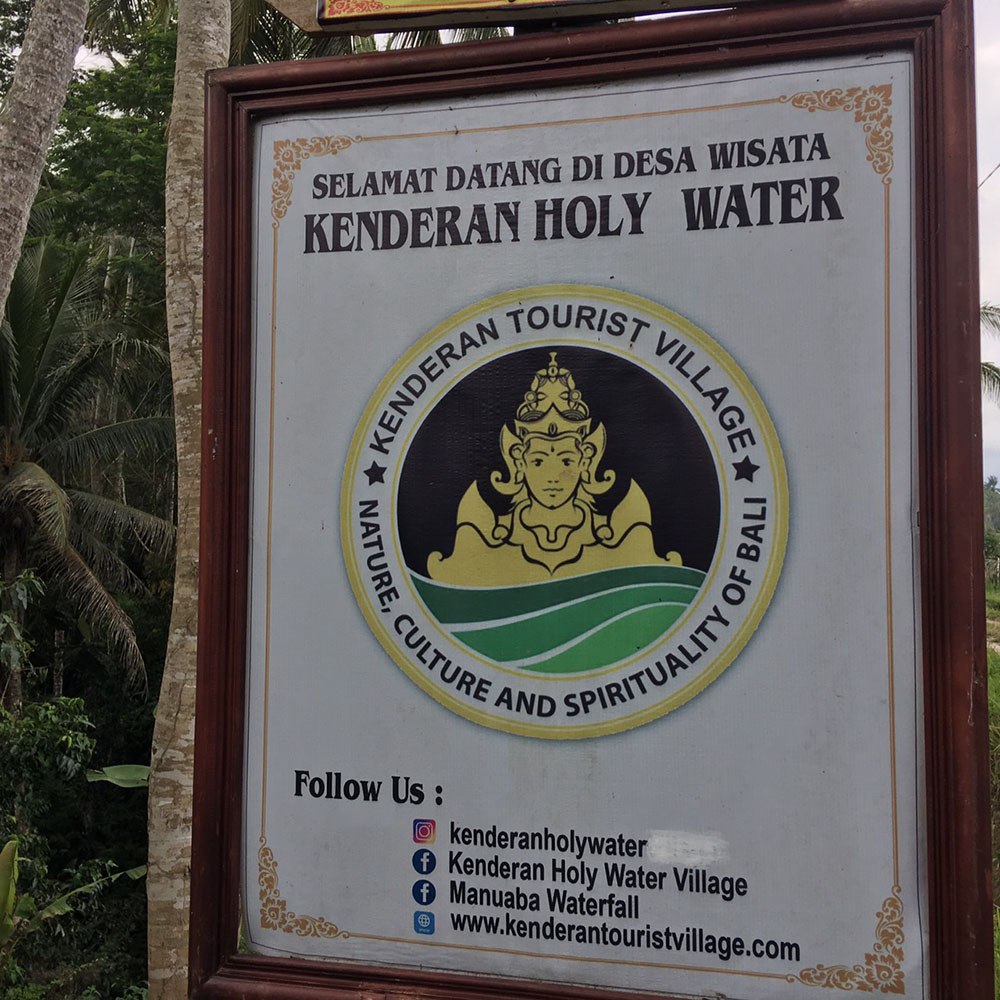 SELAMAT DATANG DI DESA WISATA
KENDERAN HOLY WATER
KENDERAN TOURIST VILLAGE
NATURE, CULTURE AND SPIRITUALITY OF BALI
Follow Us :
kenderanholywater
Kenderan Holy Water Village
Manuaba Waterfall
www.kenderantouristvillage.com